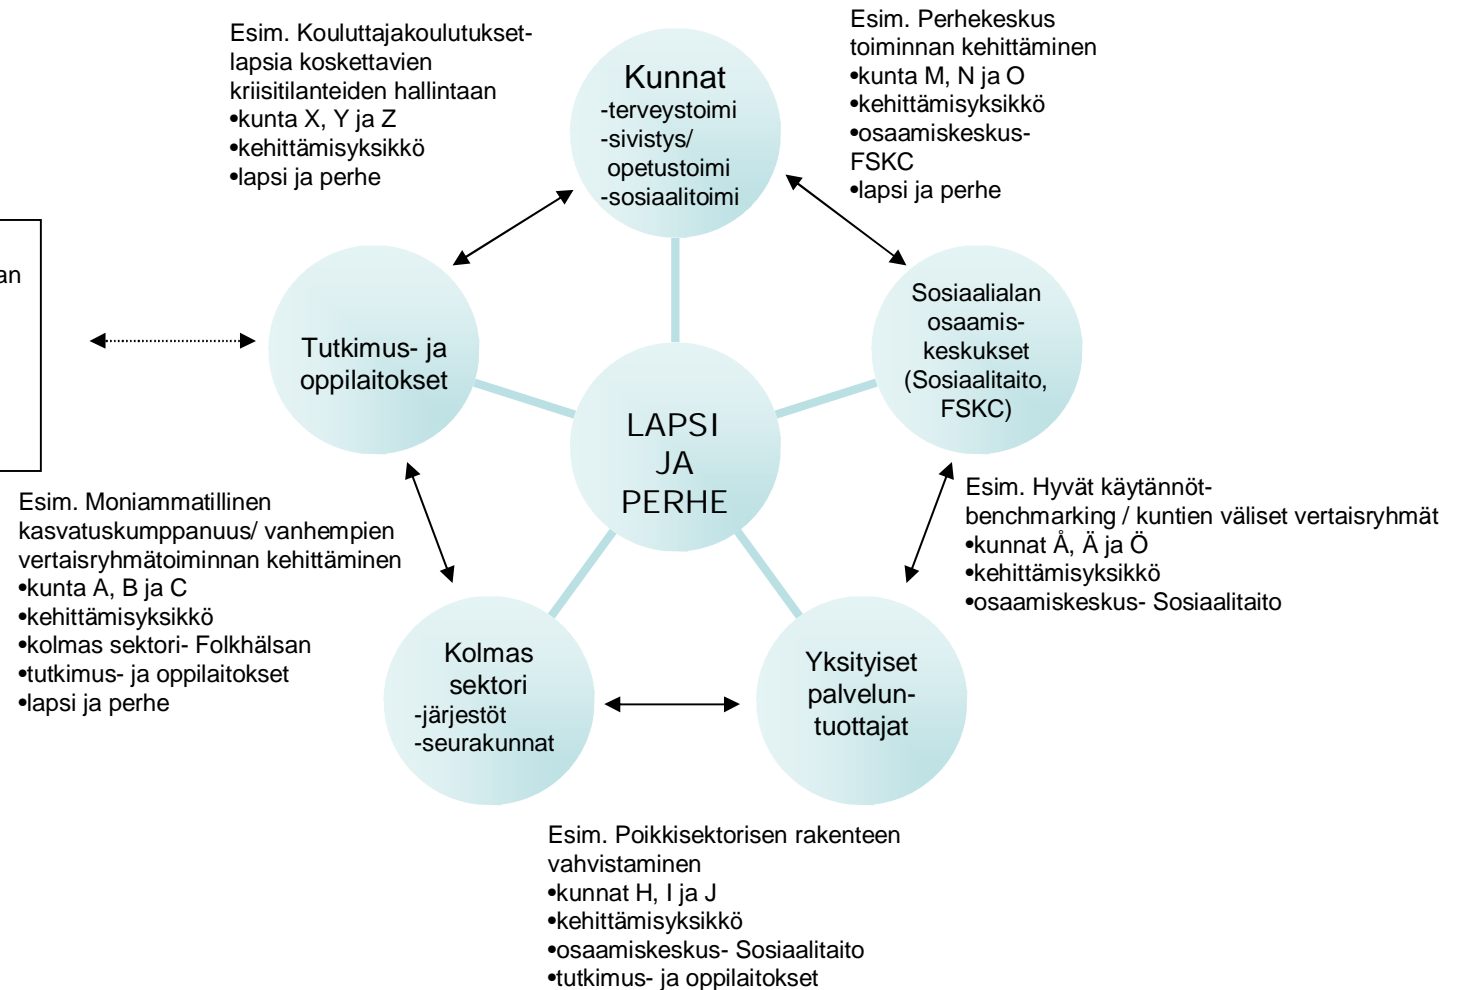 Esim. Kouluttajakoulutukset-
lapsia koskettavien
kriisitilanteiden hallintaan
•kunta X, Y ja Z
•kehittämisyksikkö
•lapsi ja perhe
Kunnat
-terveystoimi
-sivistys/
opetustoimi
-sosiaalitoimi
Esim. Perhekeskus
toiminnan kehittäminen
•kunta M, N ja O
•kehittämisyksikkö
•osaamiskeskus-
FSKC
•lapsi ja perhe
an
Tutkimus- ja
oppilaitokset
Sosiaalialan
osaamis-
keskukset
(Sosiaalitaito,
FSKC)
LAPSI
JA
PERHE
Esim. Moniammatillinen
kasvatuskumppanuus/ vanhempien
vertaisryhmätoiminnan kehittäminen
•kunta A, B ja C
•kehittämisyksikkö
•kolmas sektori- Folkhälsan
•tutkimus- ja oppilaitokset
•lapsi ja perhe
Esim. Hyvät käytännöt-
benchmarking / kuntien väliset vertaisryhmät
•kunnat Å, Ä ja Ö
•kehittämisyksikkö
•osaamiskeskus- Sosiaalitaito
Kolmas
sektori
-järjestöt
-seurakunnat
Yksityiset
palvelun-
tuottajat
Esim. Poikkisektorisen rakenteen
vahvistaminen
•kunnat H, I ja J
•kehittämisyksikkö
•osaamiskeskus- Sosiaalitaito
•tutkimus- ja oppilaitokset